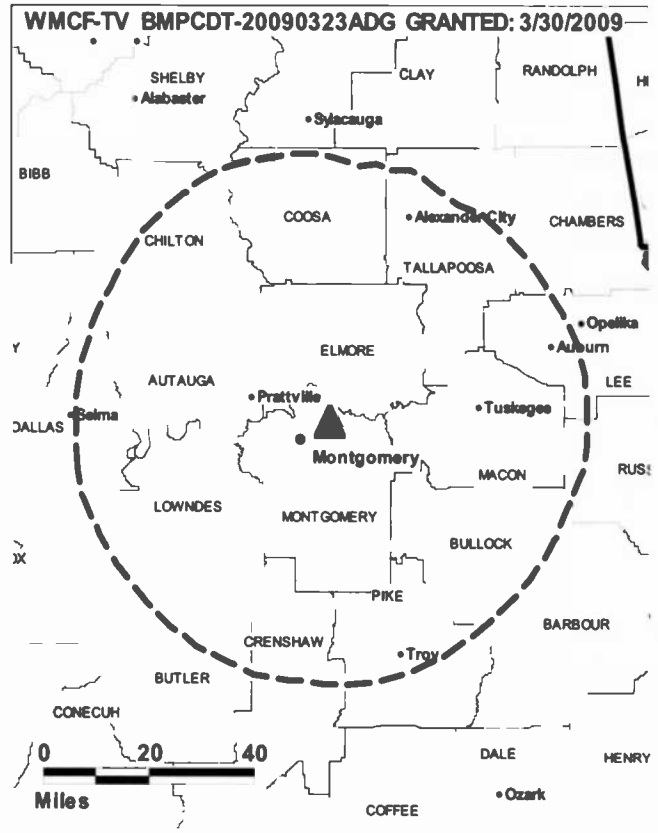 WMCF-TV BMPCDT-20090323ADG GRANTED: 3/30/2009
CLAY
RANDOLPH
SHELBY
Alabaster
Sylacauga
BIBB
COOSA
Alexander City
CHAMBERS
CHILTON
TALLAPOOSA
Opelika
Auburn
ELMORE
AUTAUGA
LEE
Prattville
Tuskegee
Selma
DALLAS
Montgomery
MACON
RUSS
LOWNDES
MONTGOMERY
BULLOCK
OX
PIKE
BARBOUR
CRENSHAW
Troy
BUTLER
CONECUH
0 20 40
DALE
HENRY
Miles
Ozark
COFFEE